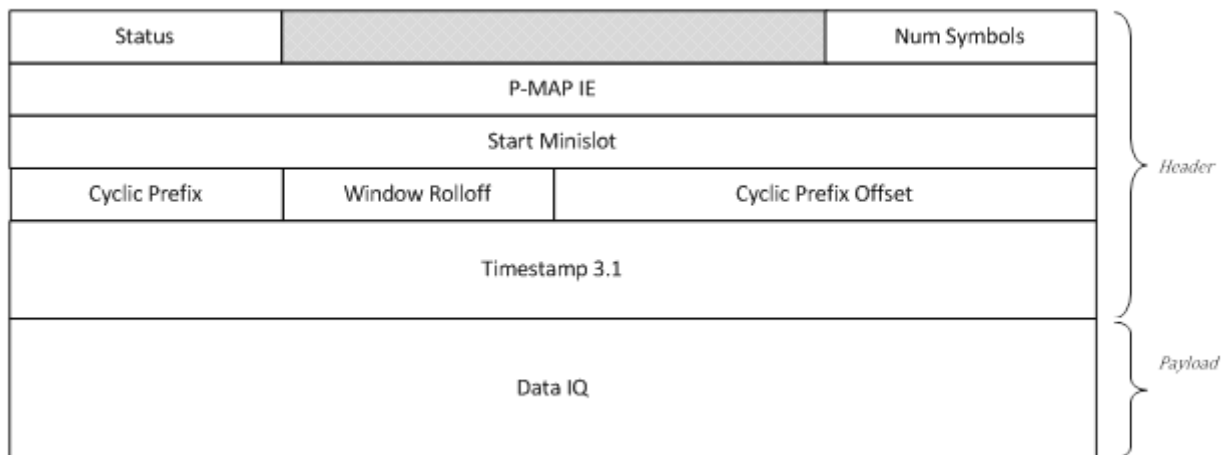 Status
Num Symbols
P-MAP IE
Start Minislot
Cyclic Prefix
Window Rolloff
Cyclic Prefix Offset
Header
Timestamp 3.1
Payload
Data IQ